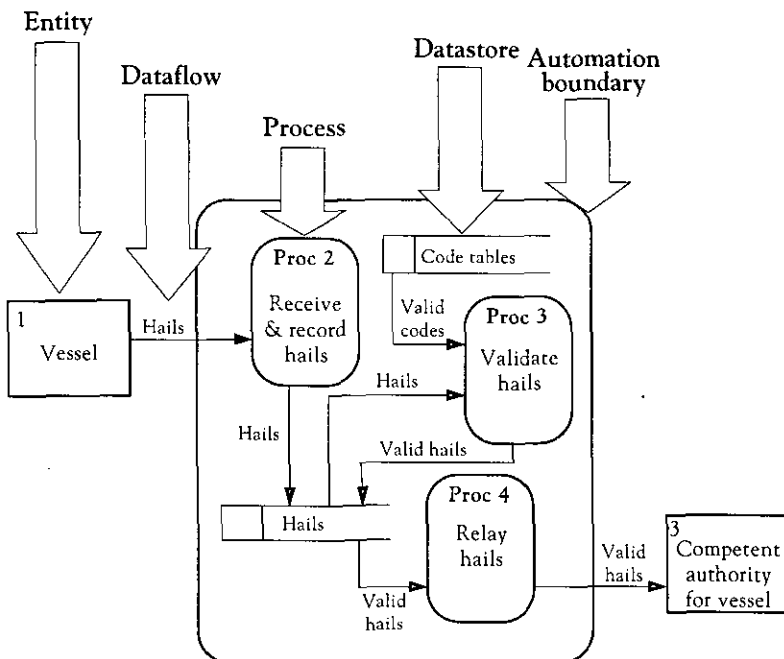 Entity
Dataflow
Process
Datastore
Automation
boundary
Proc 2
Receive
& record
hails
Code tables
1
Vessel
Hails
Valid
codes
Proc 3
Validate
hails
Hails
Hails
Valid hails
Hails
Proc 4
Relay
hails
Valid
hails
Valid
hails
3
Competent
authority
for vessel